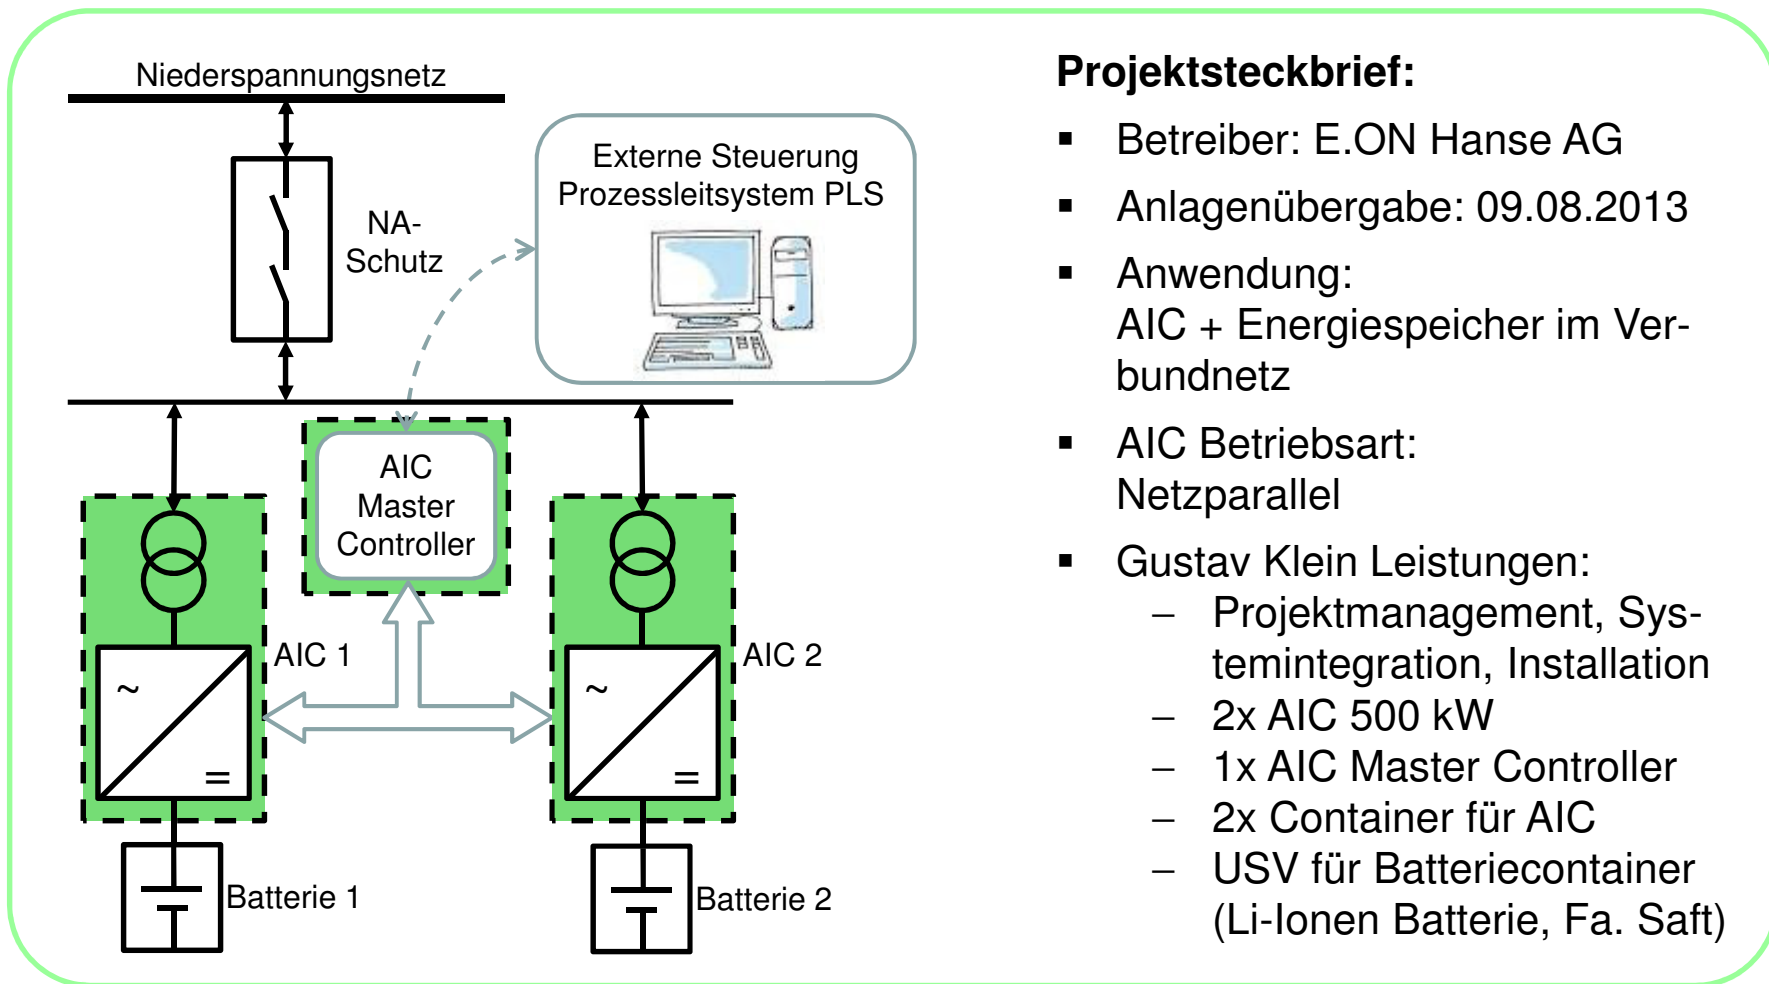 Niederspannungsnetz
NA-
Schutz
Externe Steuerung
Prozessleitsystem PLS
AIC
Master
Controller
AIC 1
~
=
AIC 2
~
=
Batterie 1
Batterie 2
Projektsteckbrief:
▪ Betreiber: E.ON Hanse AG
▪ Anlagenübergabe: 09.08.2013
▪ Anwendung:
AIC + Energiespeicher im Ver-
bundnetz
▪ AIC Betriebsart:
Netzparallel
▪ Gustav Klein Leistungen:
– Projektmanagement, Sys-
temintegration, Installation
– 2x AIC 500 kW
– 1x AIC Master Controller
– 2x Container für AIC
– USV für Batteriecontainer
(Li-Ionen Batterie, Fa. Saft)